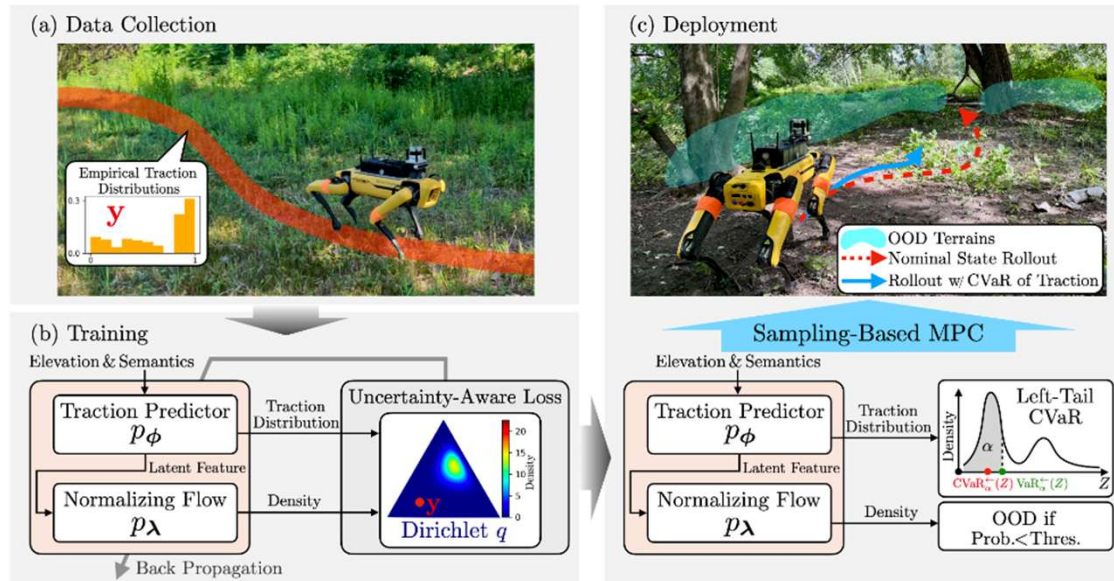 (a) Data Collection
Empirical Traction
Distributions
0.3
y
0.0
0
1
(b) Training
Elevation & Semantics
Traction Predictor
pϕ
Latent Feature
Normalizing Flow
pλ
Traction
Distribution
Density
Uncertainty-Aware Loss
20
15
10
5
0
Density
y
Dirichlet q
Back Propagation
(c) Deployment
OOD Terrains
Nominal State Rollout
Rollout w/ CVaR of Traction
Sampling-Based MPC
Elevation & Semantics
Traction Predictor
pϕ
Latent Feature
Normalizing Flow
pλ
Traction
Distribution
Density
Left-Tail
CVaR
Density
α
CVaR←α(Z)
VaR←α(Z)
Z
OOD if
Prob.<Thres.